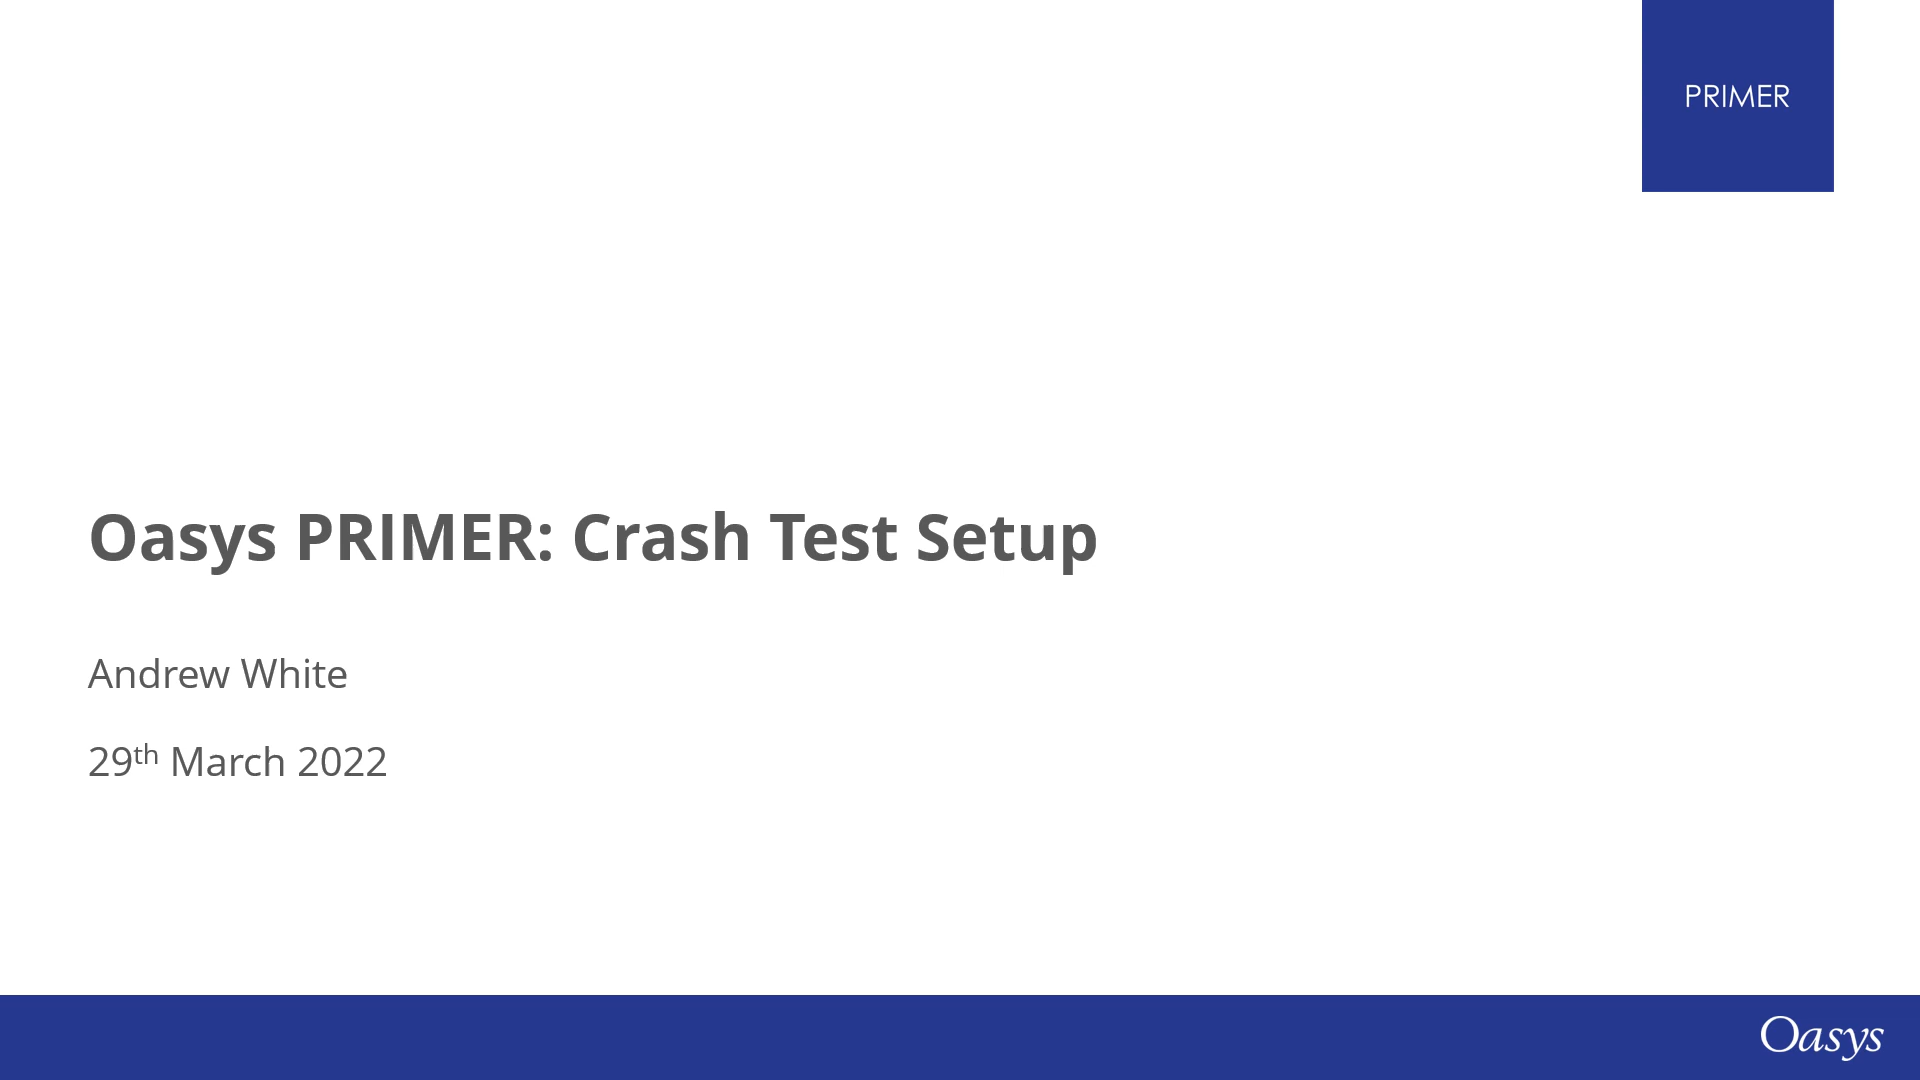 PRIMER
Oasys PRIMER: Crash Test Setup
Andrew White
29th March 2022
Oasys